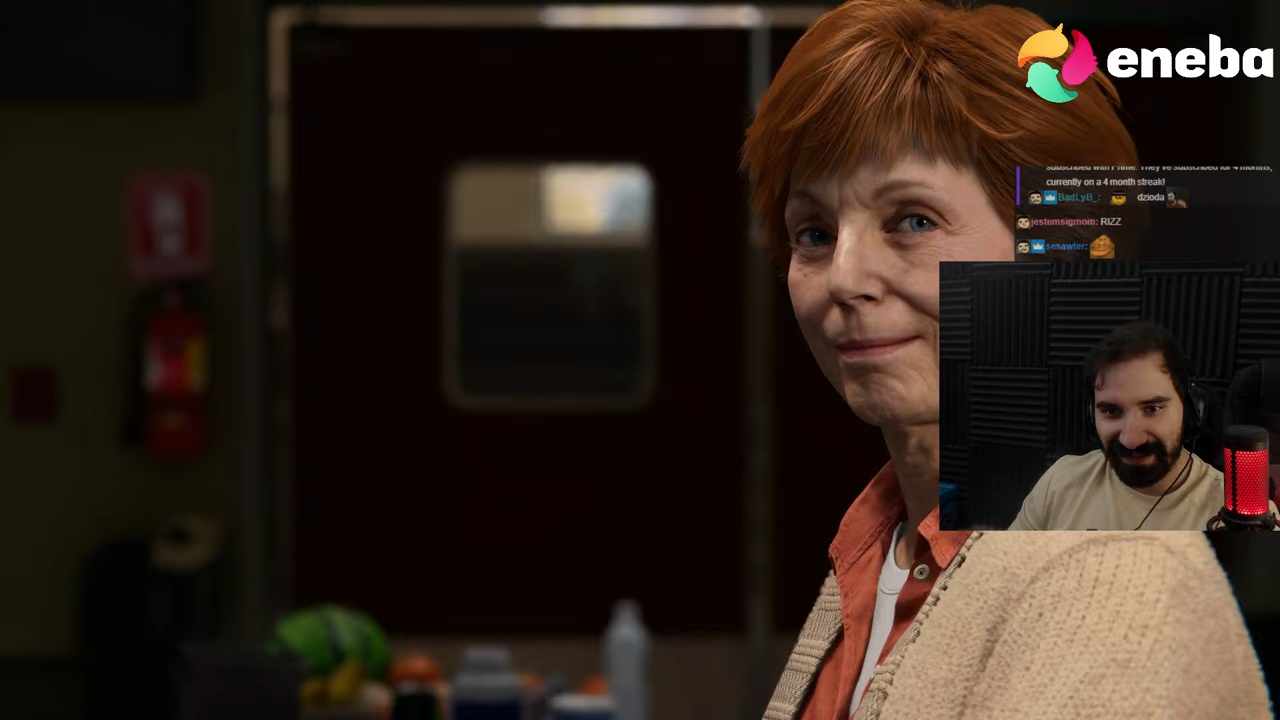 eneba
subscribed with Prime. They've subscribed for 4 months,
currently on a 4 month streak!
BadLyB_: dzioda
jestemsigmom: RIZZ
sesawter: